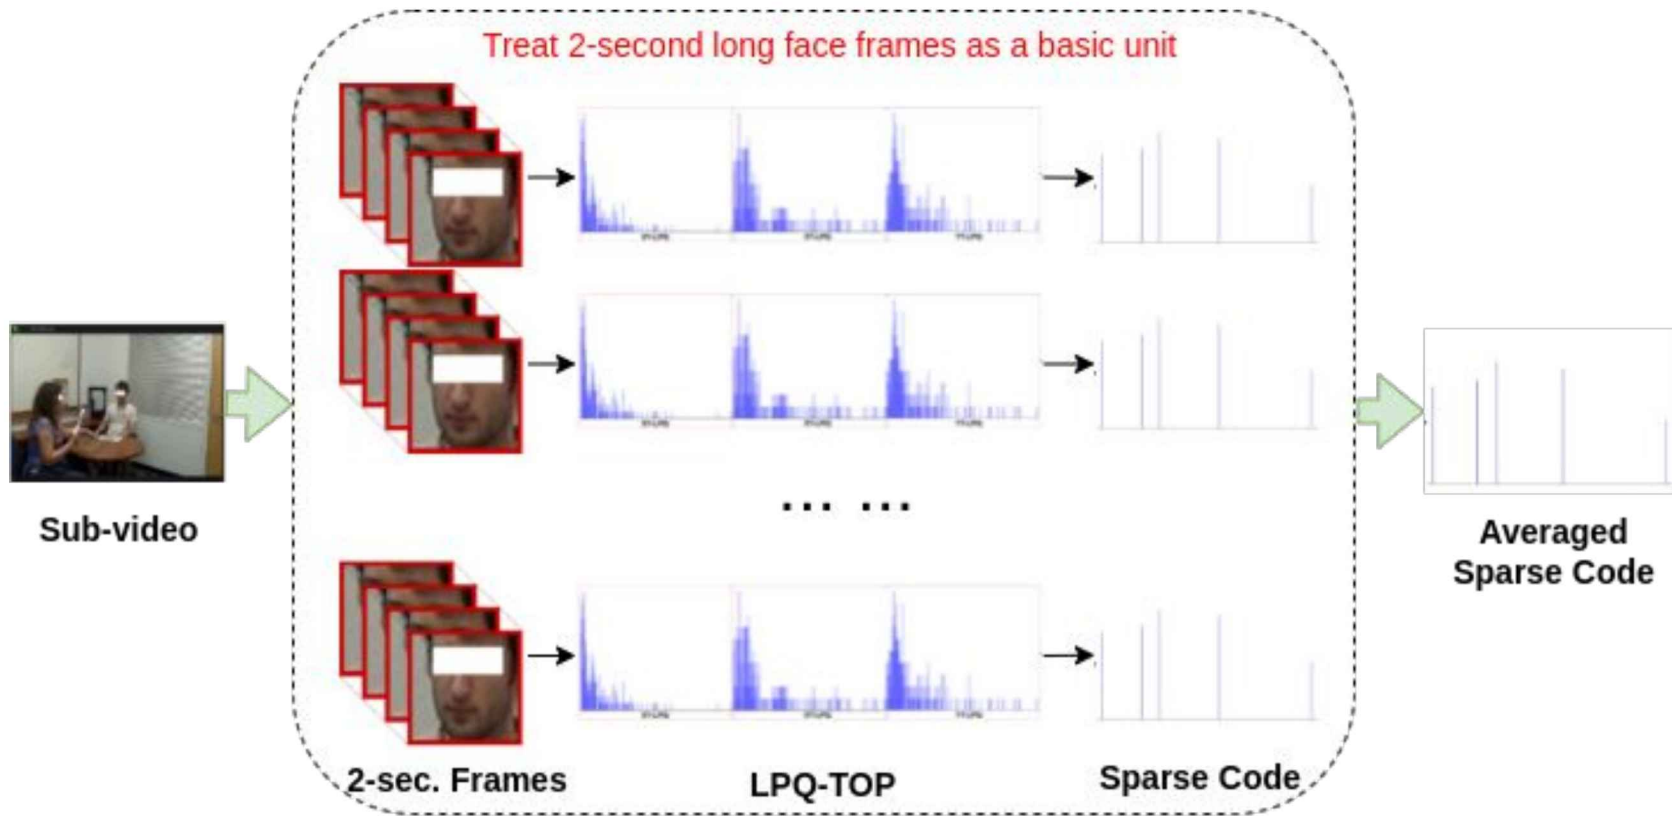 Treat 2-second long face frames as a basic unit
... ...
Sub-video
Averaged
Sparse Code
2-sec. Frames
LPQ-TOP
Sparse Code